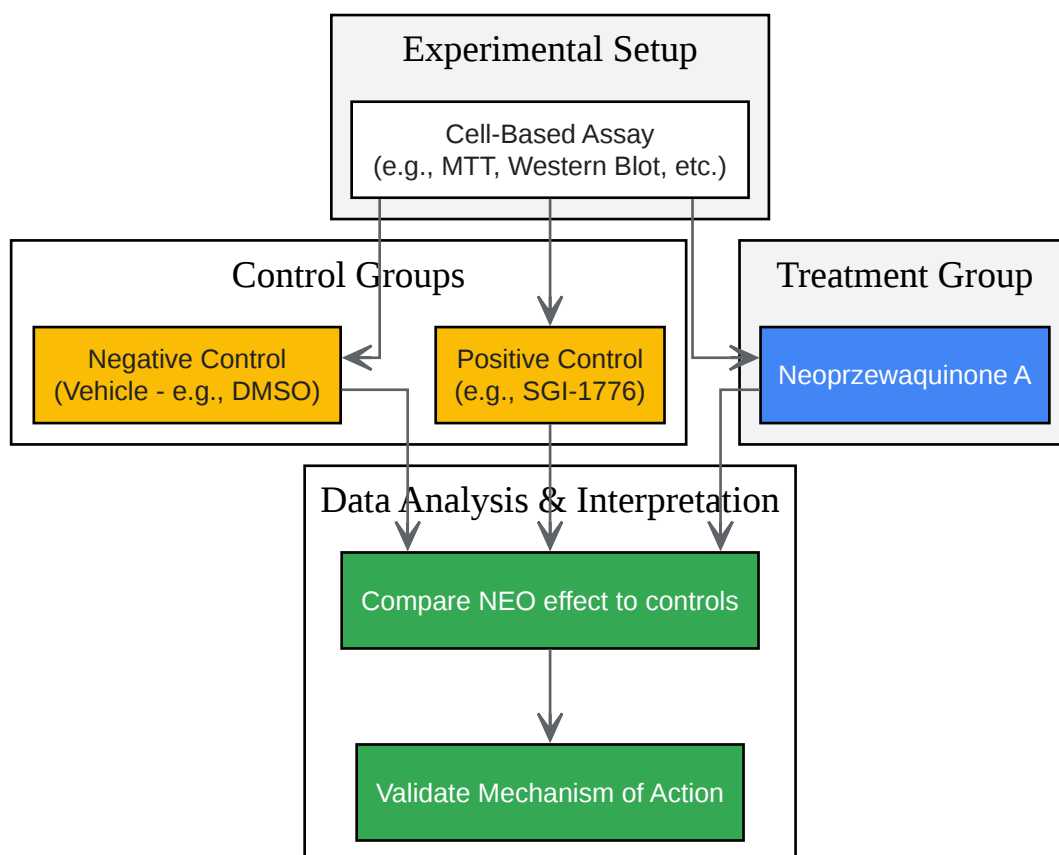 Experimental Setup
Cell-Based Assay
(e.g., MTT, Western Blot, etc.)
Control Groups
Negative Control
(Vehicle - e.g., DMSO)
Positive Control
(e.g., SGI-1776)
Treatment Group
Neoprzewaquinone A
Data Analysis & Interpretation
Compare NEO effect to controls
Validate Mechanism of Action